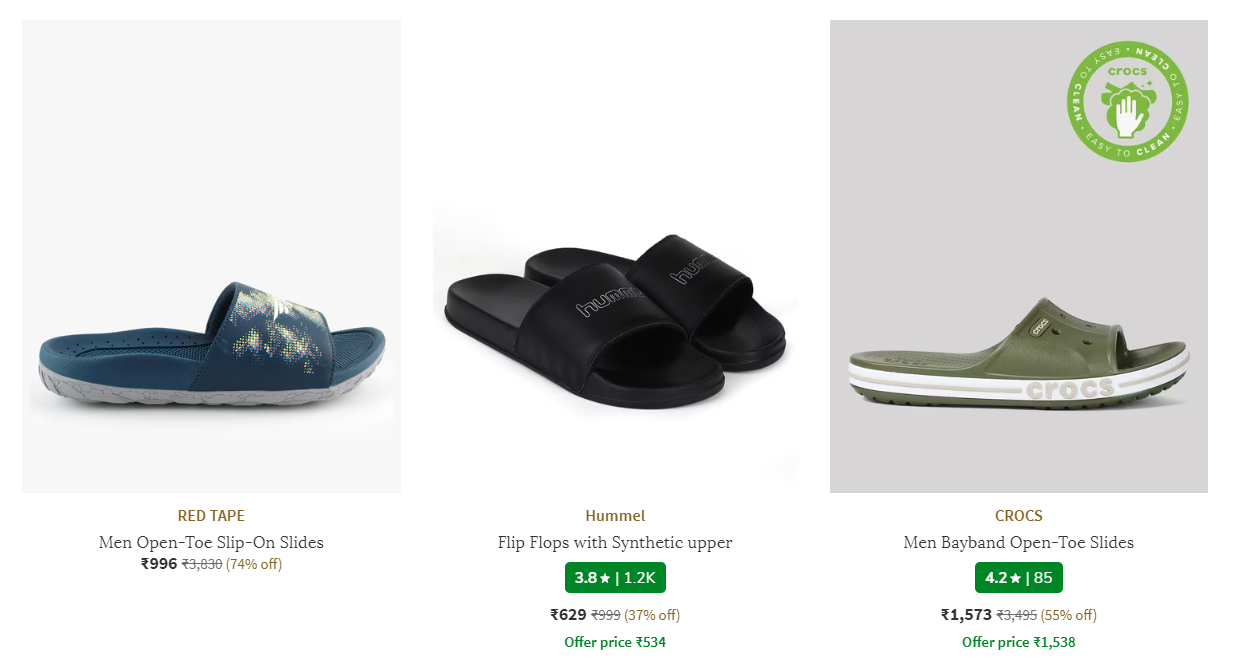 crocs
EASY TO CLEAN • EASY TO CLEAN • EASY TO CLEAN •
crocs
crocs
RED TAPE
Men Open-Toe Slip-On Slides
₹996 ₹3,830 (74% off)
Hummel
Flip Flops with Synthetic upper
3.8★ | 1.2K
₹629 ₹999 (37% off)
Offer price ₹534
CROCS
Men Bayband Open-Toe Slides
4.2★ | 85
₹1,573 ₹3,495 (55% off)
Offer price ₹1,538